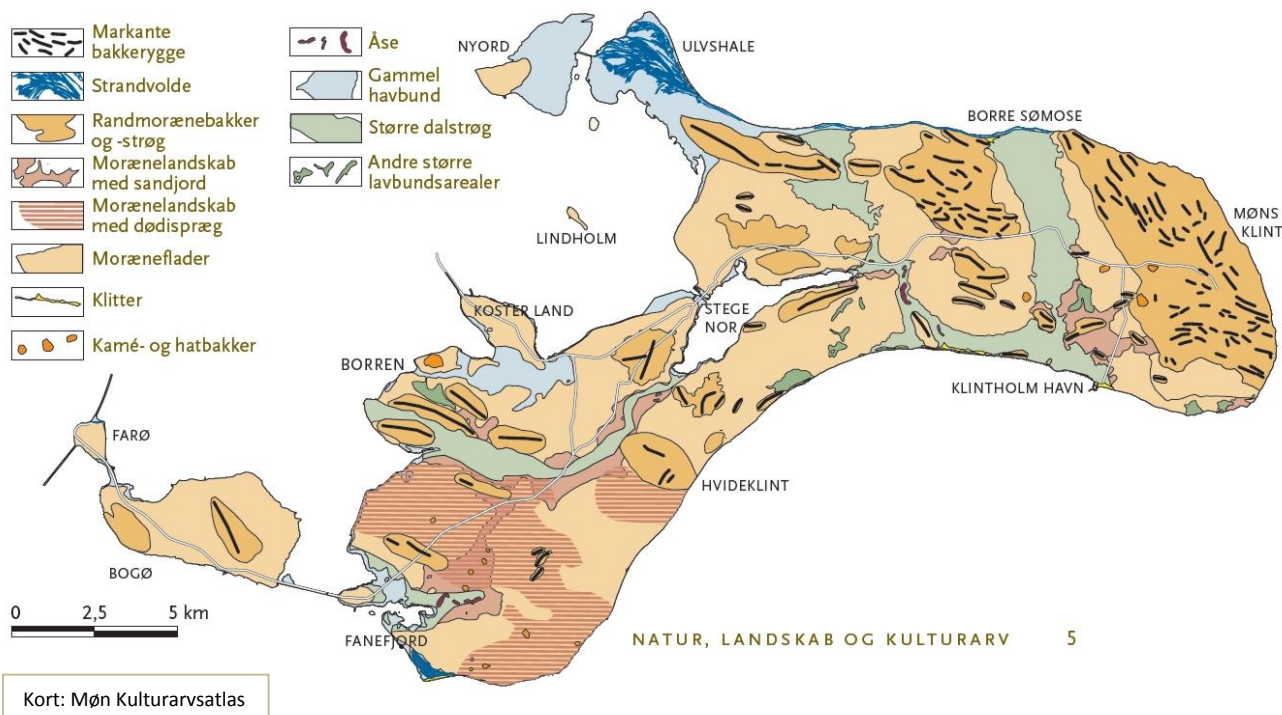 Markante
bakkerygge
Strandvolde
Randmorænebakker
og -strøg
Morænelandskab
med sandjord
Morænelandskab
med dødispræg
Moræneflader
Klitter
Kamé- og hatbakker
Åse
Gammel
havbund
Større dalstrøg
Andre større
lavbundsarealer
NYORD
ULVSHALE
BORRE SØMOSE
MØNS
KLINT
LINDHOLM
KOSTER LAND
STEGE
NOR
BORREN
KLINTHOLM HAVN
FARØ
HVIDEKLINT
BOGØ
0 2,5 5 km
FANEFJORD
NATUR, LANDSKAB OG KULTURARV 5
Kort: Møn Kulturarvsatlas